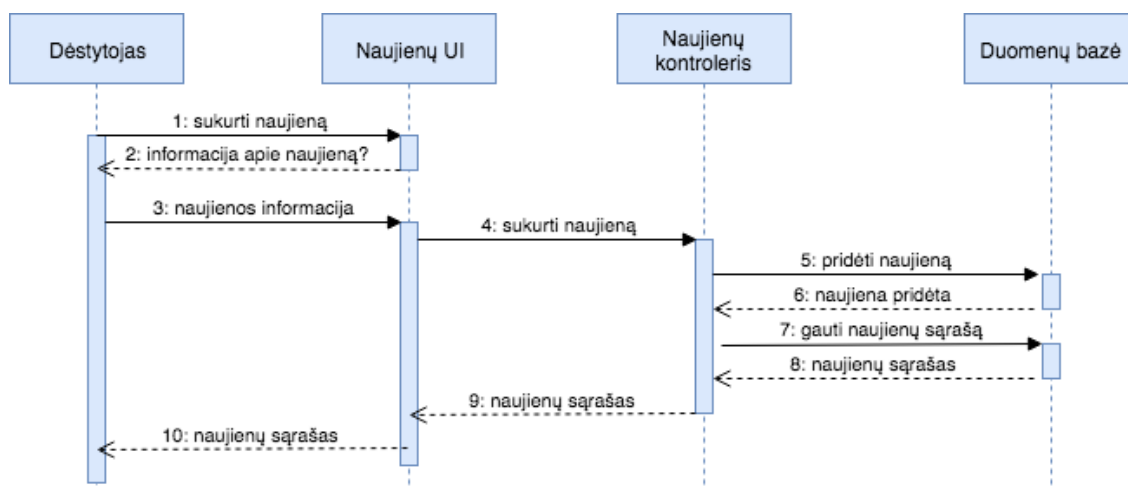 Dėstytojas
Naujienų UI
Naujienų
kontroleris
Duomenų bazė
1: sukurti naujieną
2: informacija apie naujieną?
3: naujienos informacija
4: sukurti naujieną
5: pridėti naujieną
6: naujiena pridėta
7: gauti naujienų sąrašą
8: naujienų sąrašas
9: naujienų sąrašas
10: naujienų sąrašas